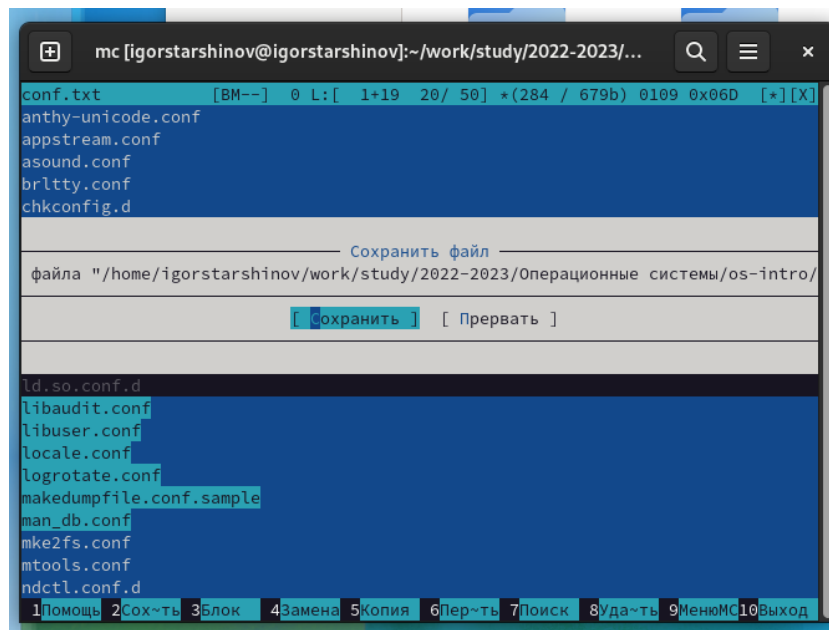 mc [igorstarshinov@igorstarshinov]:~/work/study/2022-2023/...
conf.txt [BM--] 0 L:[ 1+19 20/ 50] *(284 / 679b) 0109 0x06D [*][X]
anthy-unicode.conf
appstream.conf
asound.conf
brltty.conf
chkconfig.d
Сохранить файл
файла "/home/igorstarshinov/work/study/2022-2023/Операционные системы/os-intro/
[ Сохранить ] [ Прервать ]
ld.so.conf.d
libaudit.conf
libuser.conf
locale.conf
logrotate.conf
makedumpfile.conf.sample
man_db.conf
mke2fs.conf
mtools.conf
ndctl.conf.d
1Помощь 2Сох~ть 3Блок 4Замена 5Копия 6Пер~ть 7Поиск 8Уда~ть 9МенюMC10Выход